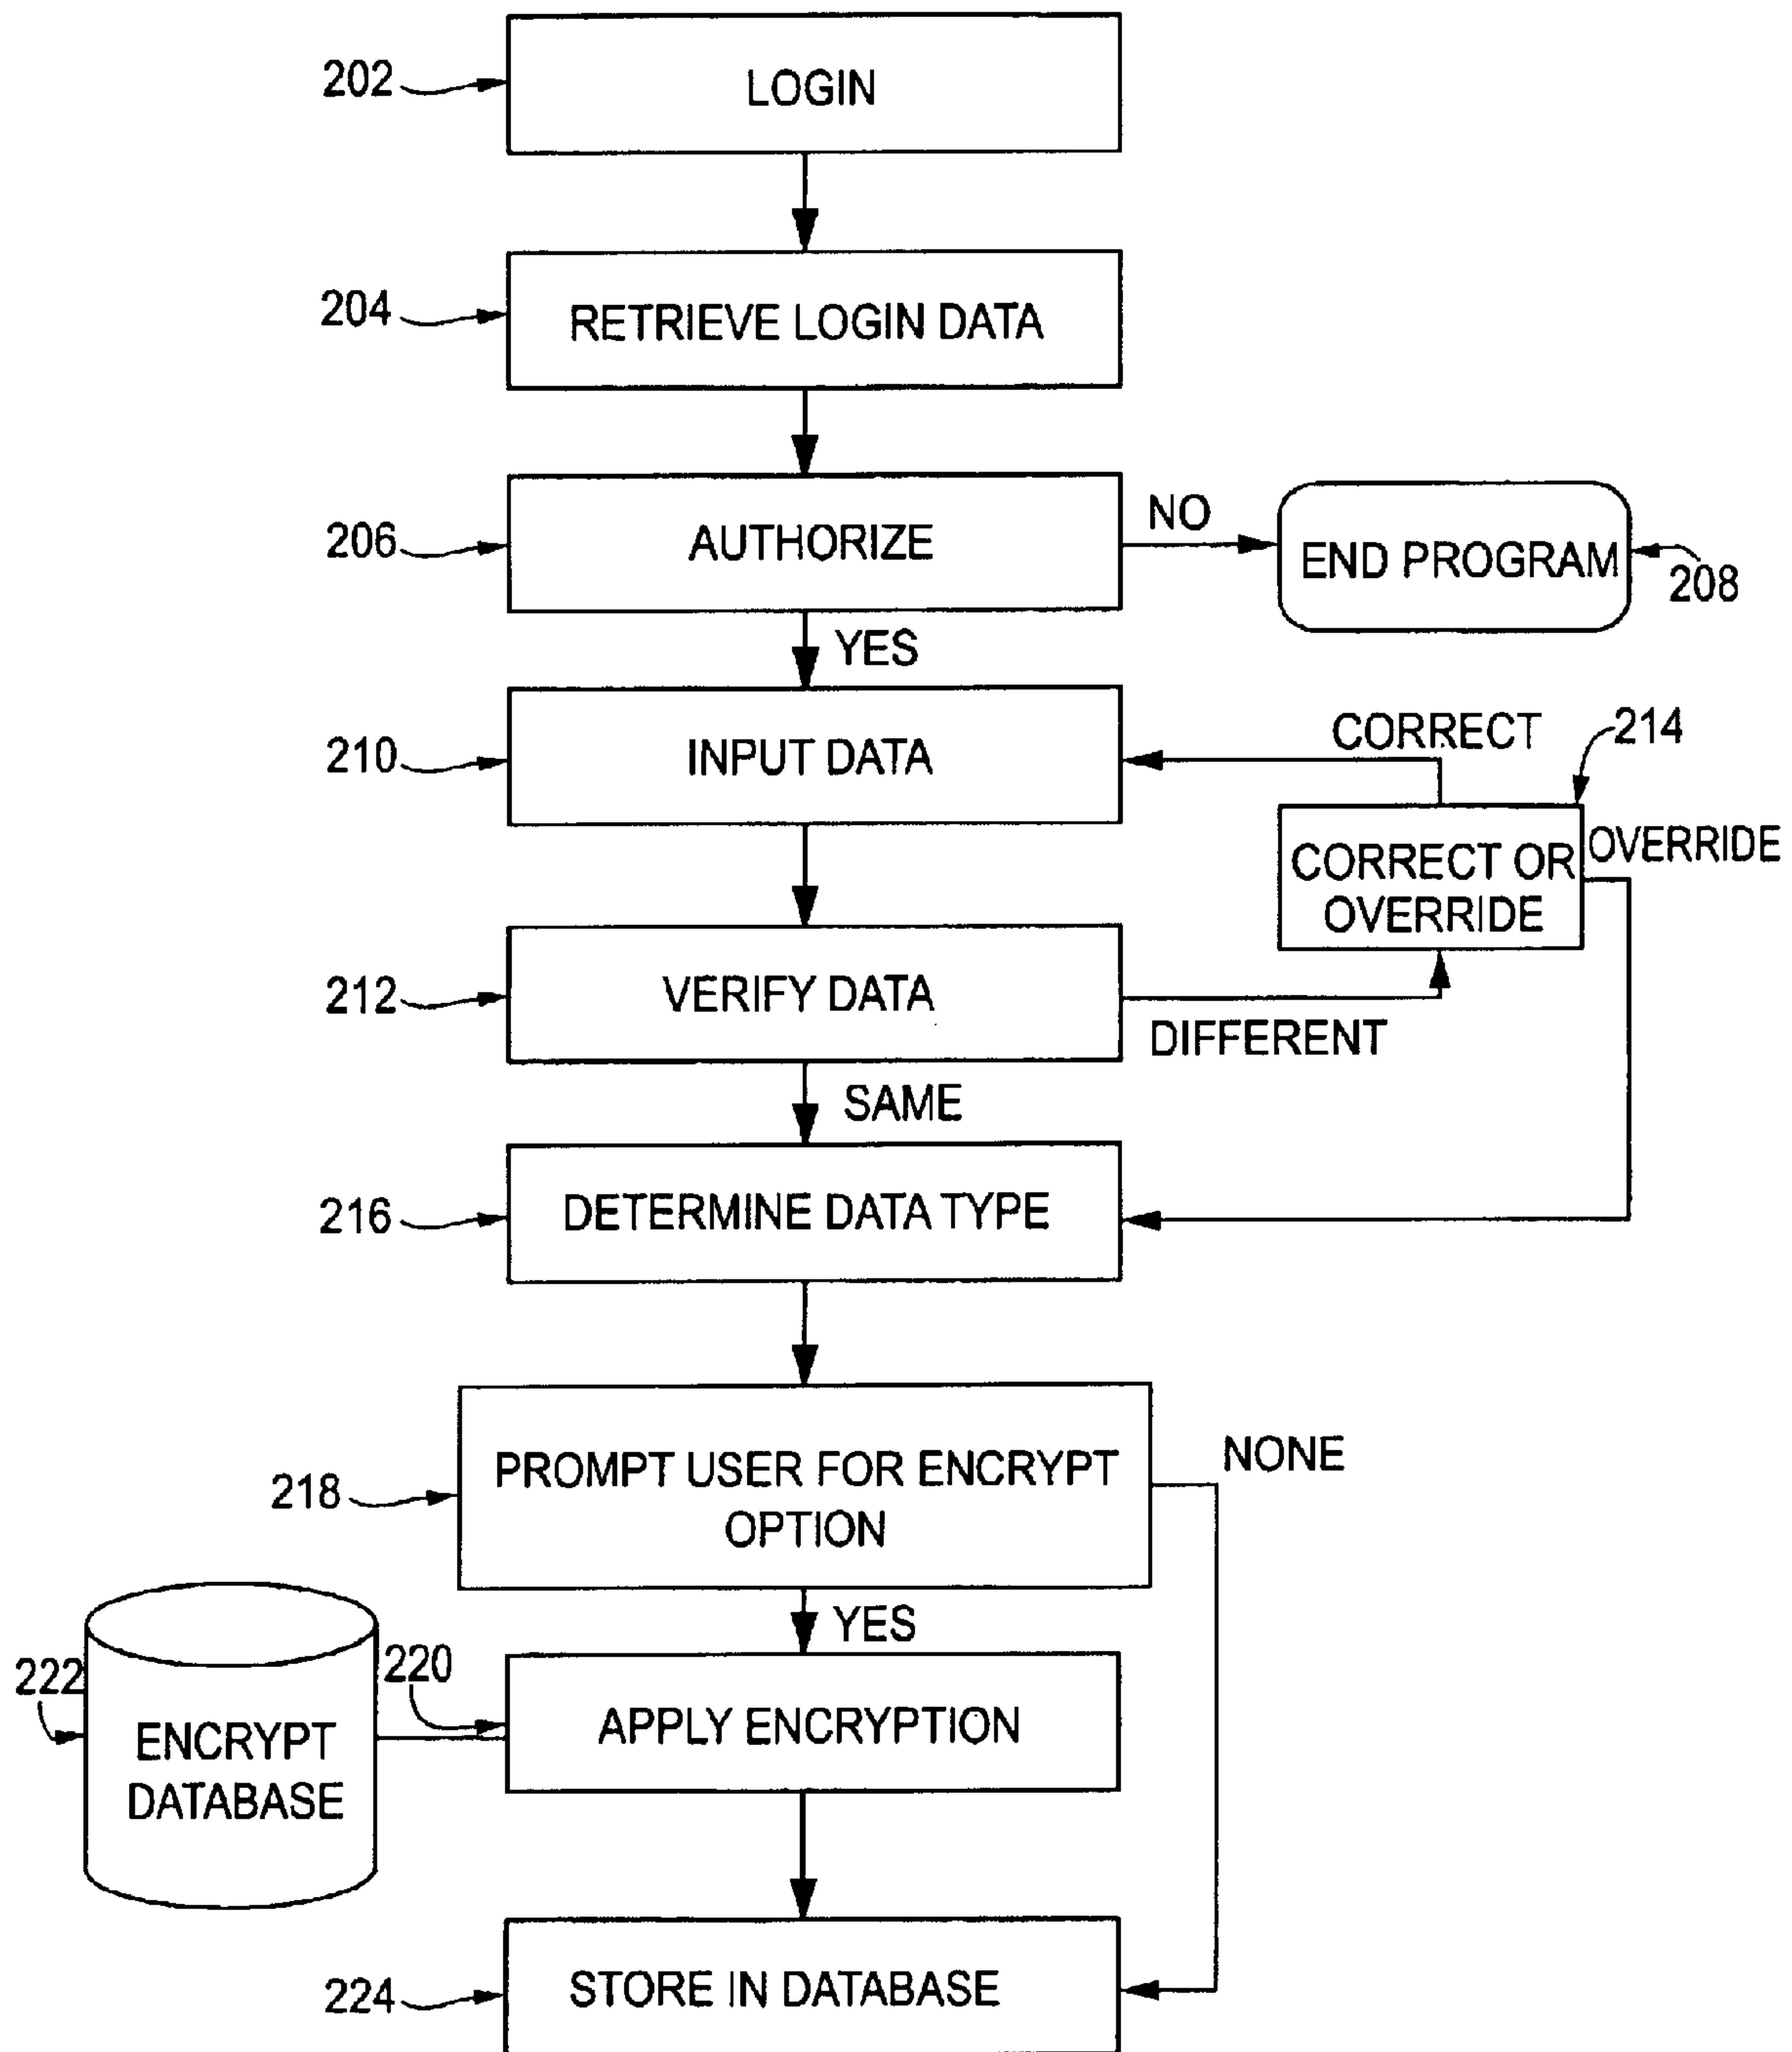 202
LOGIN
204
RETRIEVE LOGIN DATA
206
AUTHORIZE
NO
END PROGRAM
208
YES
210
INPUT DATA
CORRECT
214
CORRECT OR
OVERRIDE
OVERRIDE
212
VERIFY DATA
DIFFERENT
SAME
216
DETERMINE DATA TYPE
218
PROMPT USER FOR ENCRYPT
OPTION
NONE
YES
222
ENCRYPT
DATABASE
220
APPLY ENCRYPTION
224
STORE IN DATABASE